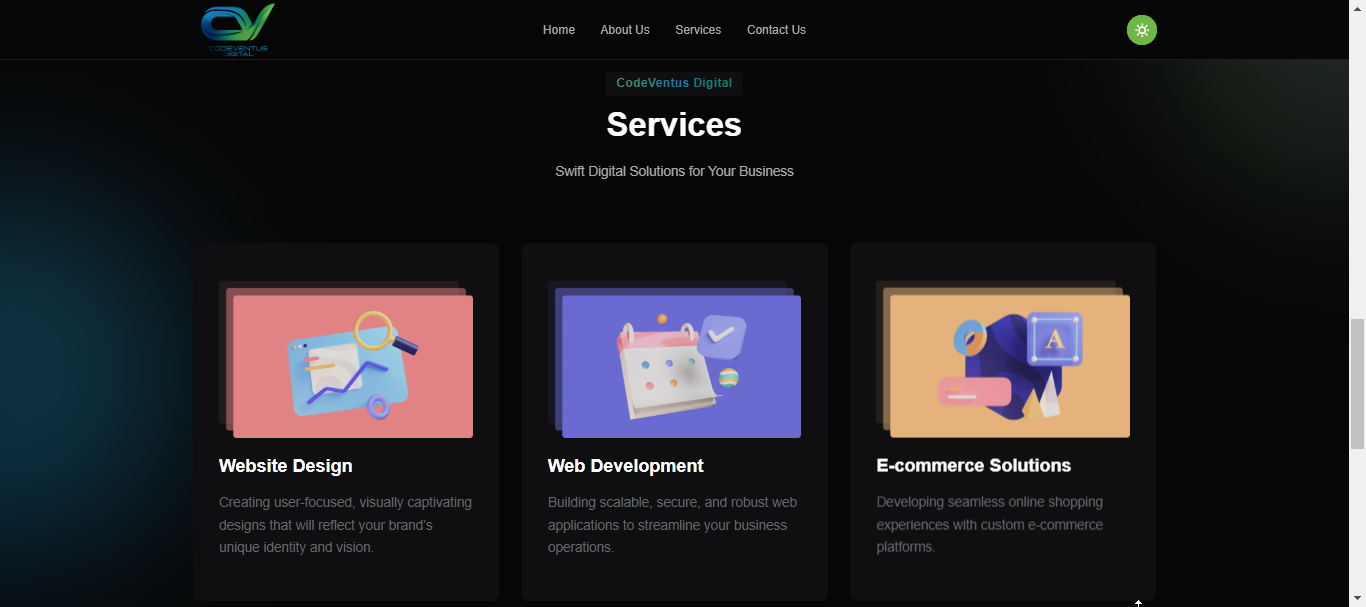 CODEVENTUS
DIGITAL
Home About Us Services Contact Us
CodeVentus Digital
Services
Swift Digital Solutions for Your Business
A
Website Design
Creating user-focused, visually captivating
designs that will reflect your brand's
unique identity and vision.
Web Development
Building scalable, secure, and robust web
applications to streamline your business
operations.
E-commerce Solutions
Developing seamless online shopping
experiences with custom e-commerce
platforms.